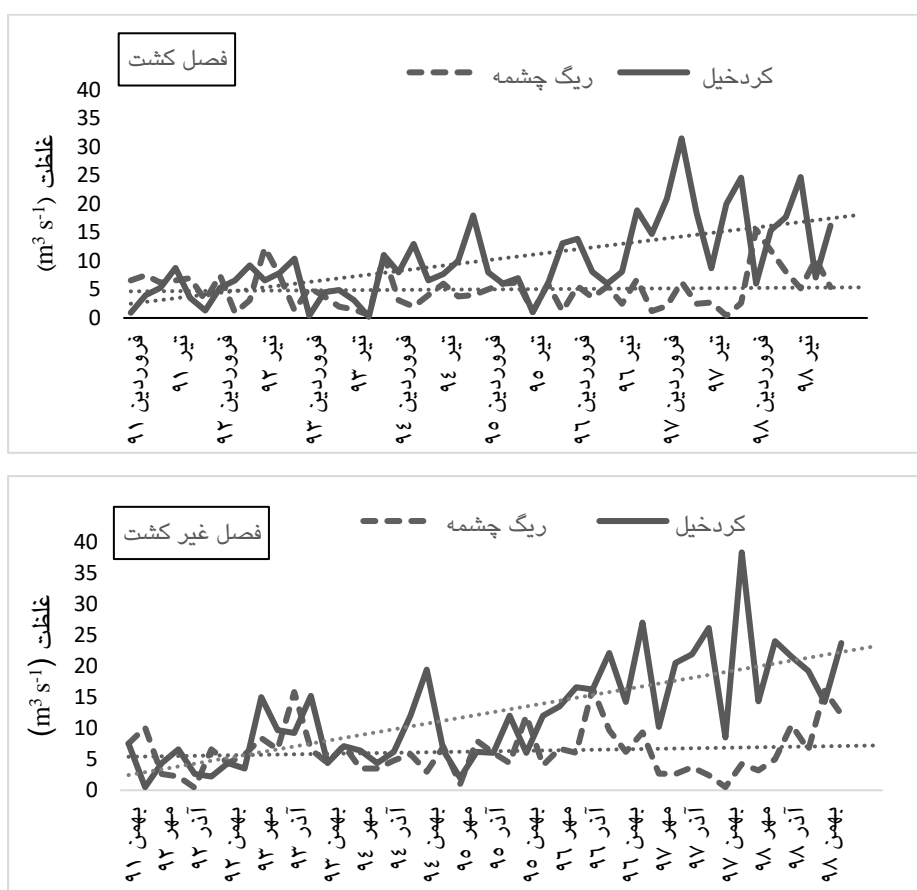 فصل کشت
ریگ چشمه
کردخیل
غلظت (m³ s⁻¹)
40
35
30
25
20
15
10
5
0
فروردین ۹۱
تیر ۹۱
فروردین ۹۲
تیر ۹۲
فروردین ۹۳
تیر ۹۳
فروردین ۹۴
تیر ۹۴
فروردین ۹۵
تیر ۹۵
فروردین ۹۶
تیر ۹۶
فروردین ۹۷
تیر ۹۷
فروردین ۹۸
تیر ۹۸
فصل غیر کشت
ریگ چشمه
کردخیل
غلظت (m³ s⁻¹)
40
35
30
25
20
15
10
5
0
بهمن ۹۱
مهر ۹۲
آذر ۹۲
بهمن ۹۲
مهر ۹۳
آذر ۹۳
بهمن ۹۳
مهر ۹۴
آذر ۹۴
بهمن ۹۴
مهر ۹۵
آذر ۹۵
بهمن ۹۵
مهر ۹۶
آذر ۹۶
بهمن ۹۶
مهر ۹۷
آذر ۹۷
بهمن ۹۷
مهر ۹۸
آذر ۹۸
بهمن ۹۸